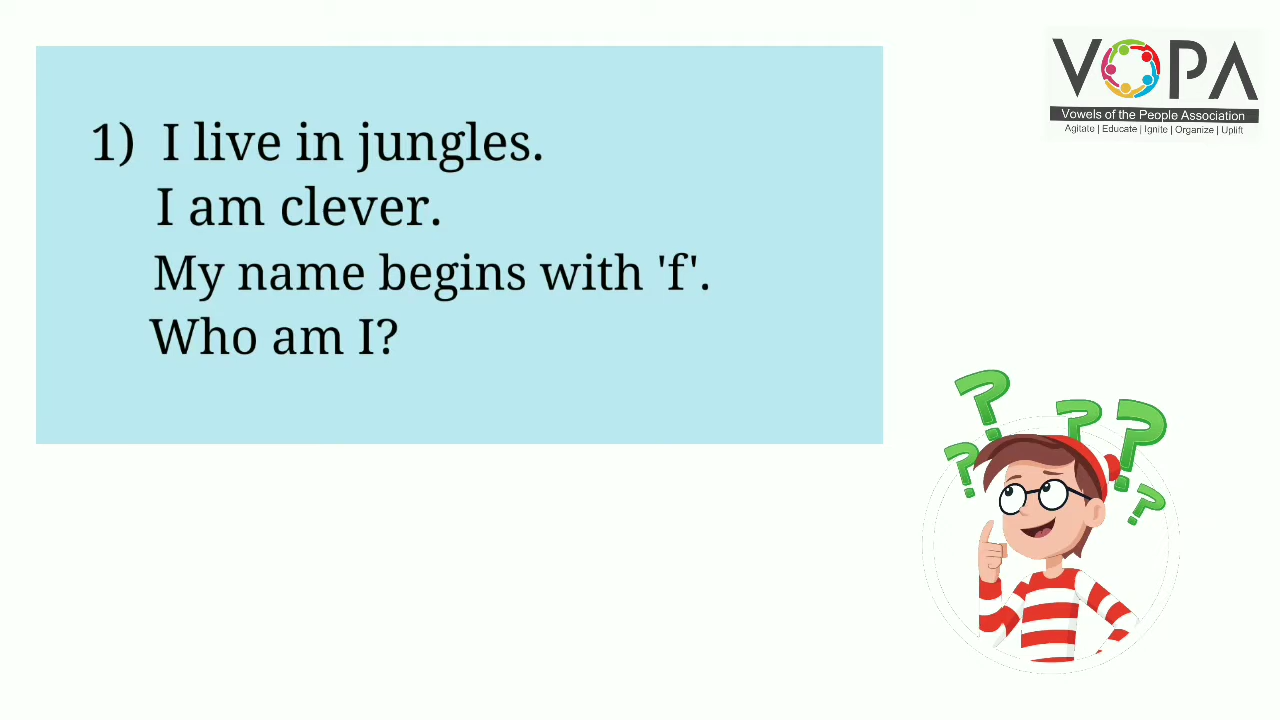 VOPA
Vowels of the People Association
Agitate | Educate | Ignite | Organize | Uplift
1) I live in jungles.
I am clever.
My name begins with 'f'.
Who am I?
? ? ? ? ?